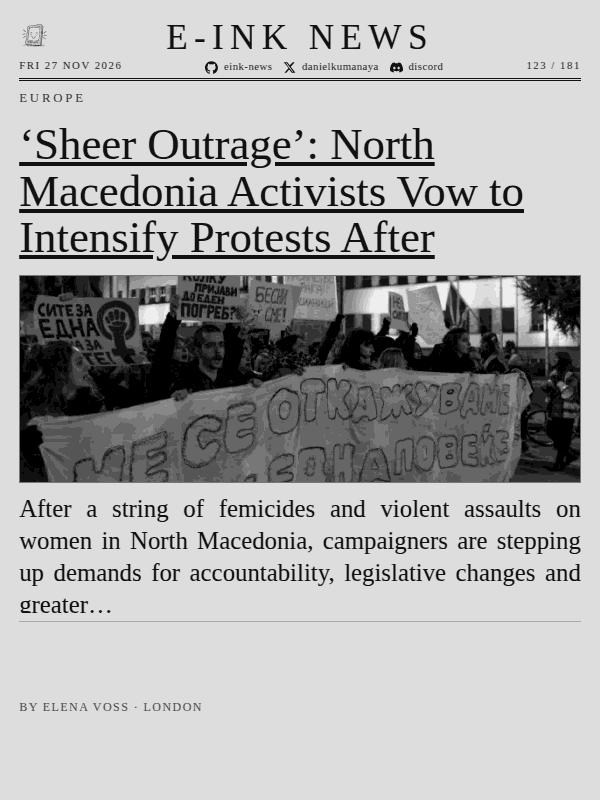 E-INK NEWS
FRI 27 NOV 2026
eink-news danielkumanaya discord
123 / 181
EUROPE
‘Sheer Outrage’: North
Macedonia Activists Vow to
Intensify Protests After
СИТЕ ЗА
ЕДНА
КОЛКУ
ПРИЈАВИ
ДО ЕДЕН
ПОГРЕБ?
БЕСНИ
СМЕ!
НЕ СЕ ОТКАЖУВАМЕ
After a string of femicides and violent assaults on
women in North Macedonia, campaigners are stepping
up demands for accountability, legislative changes and
greater…
BY ELENA VOSS · LONDON